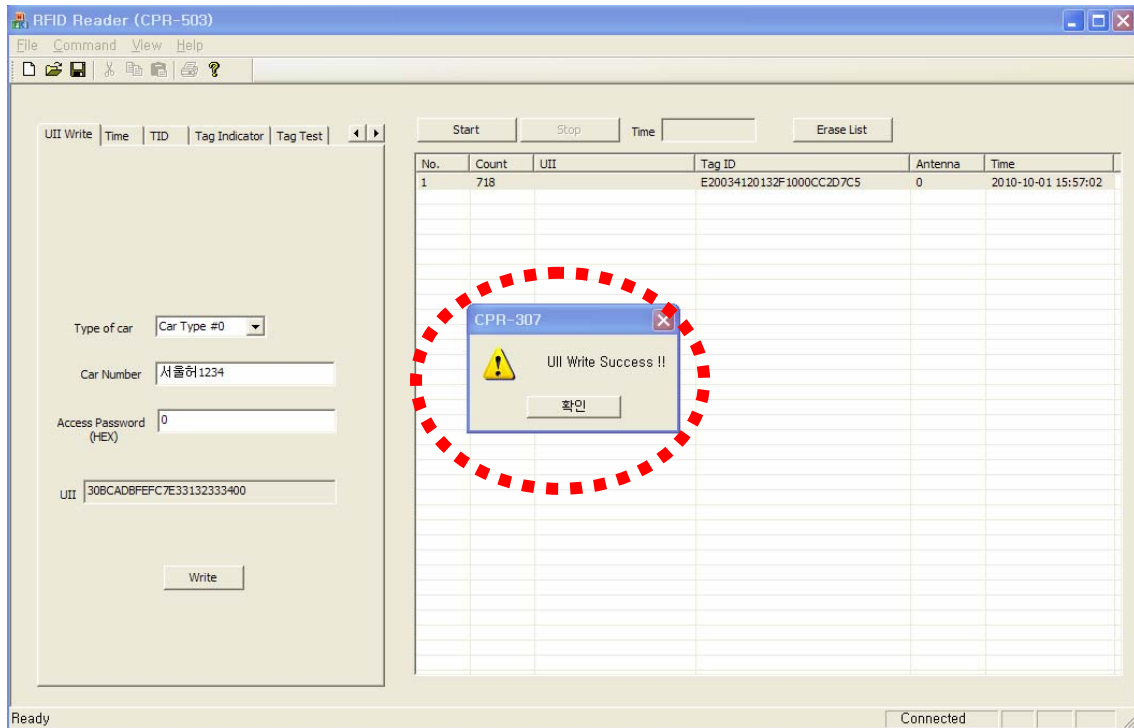 RFID Reader (CPR-503)
File Command View Help
UII Write Time TID Tag Indicator Tag Test
Start Stop Time Erase List
No. Count UII Tag ID Antenna Time
1 718 E20034120132F1000CC2D7C5 0 2010-10-01 15:57:02
CPR-307
UII Write Success !!
확인
Type of car Car Type #0
Car Number 서울허1234
Access Password 0
(HEX)
UII 30BCADBFEFC7E33132333400
Write
Ready Connected